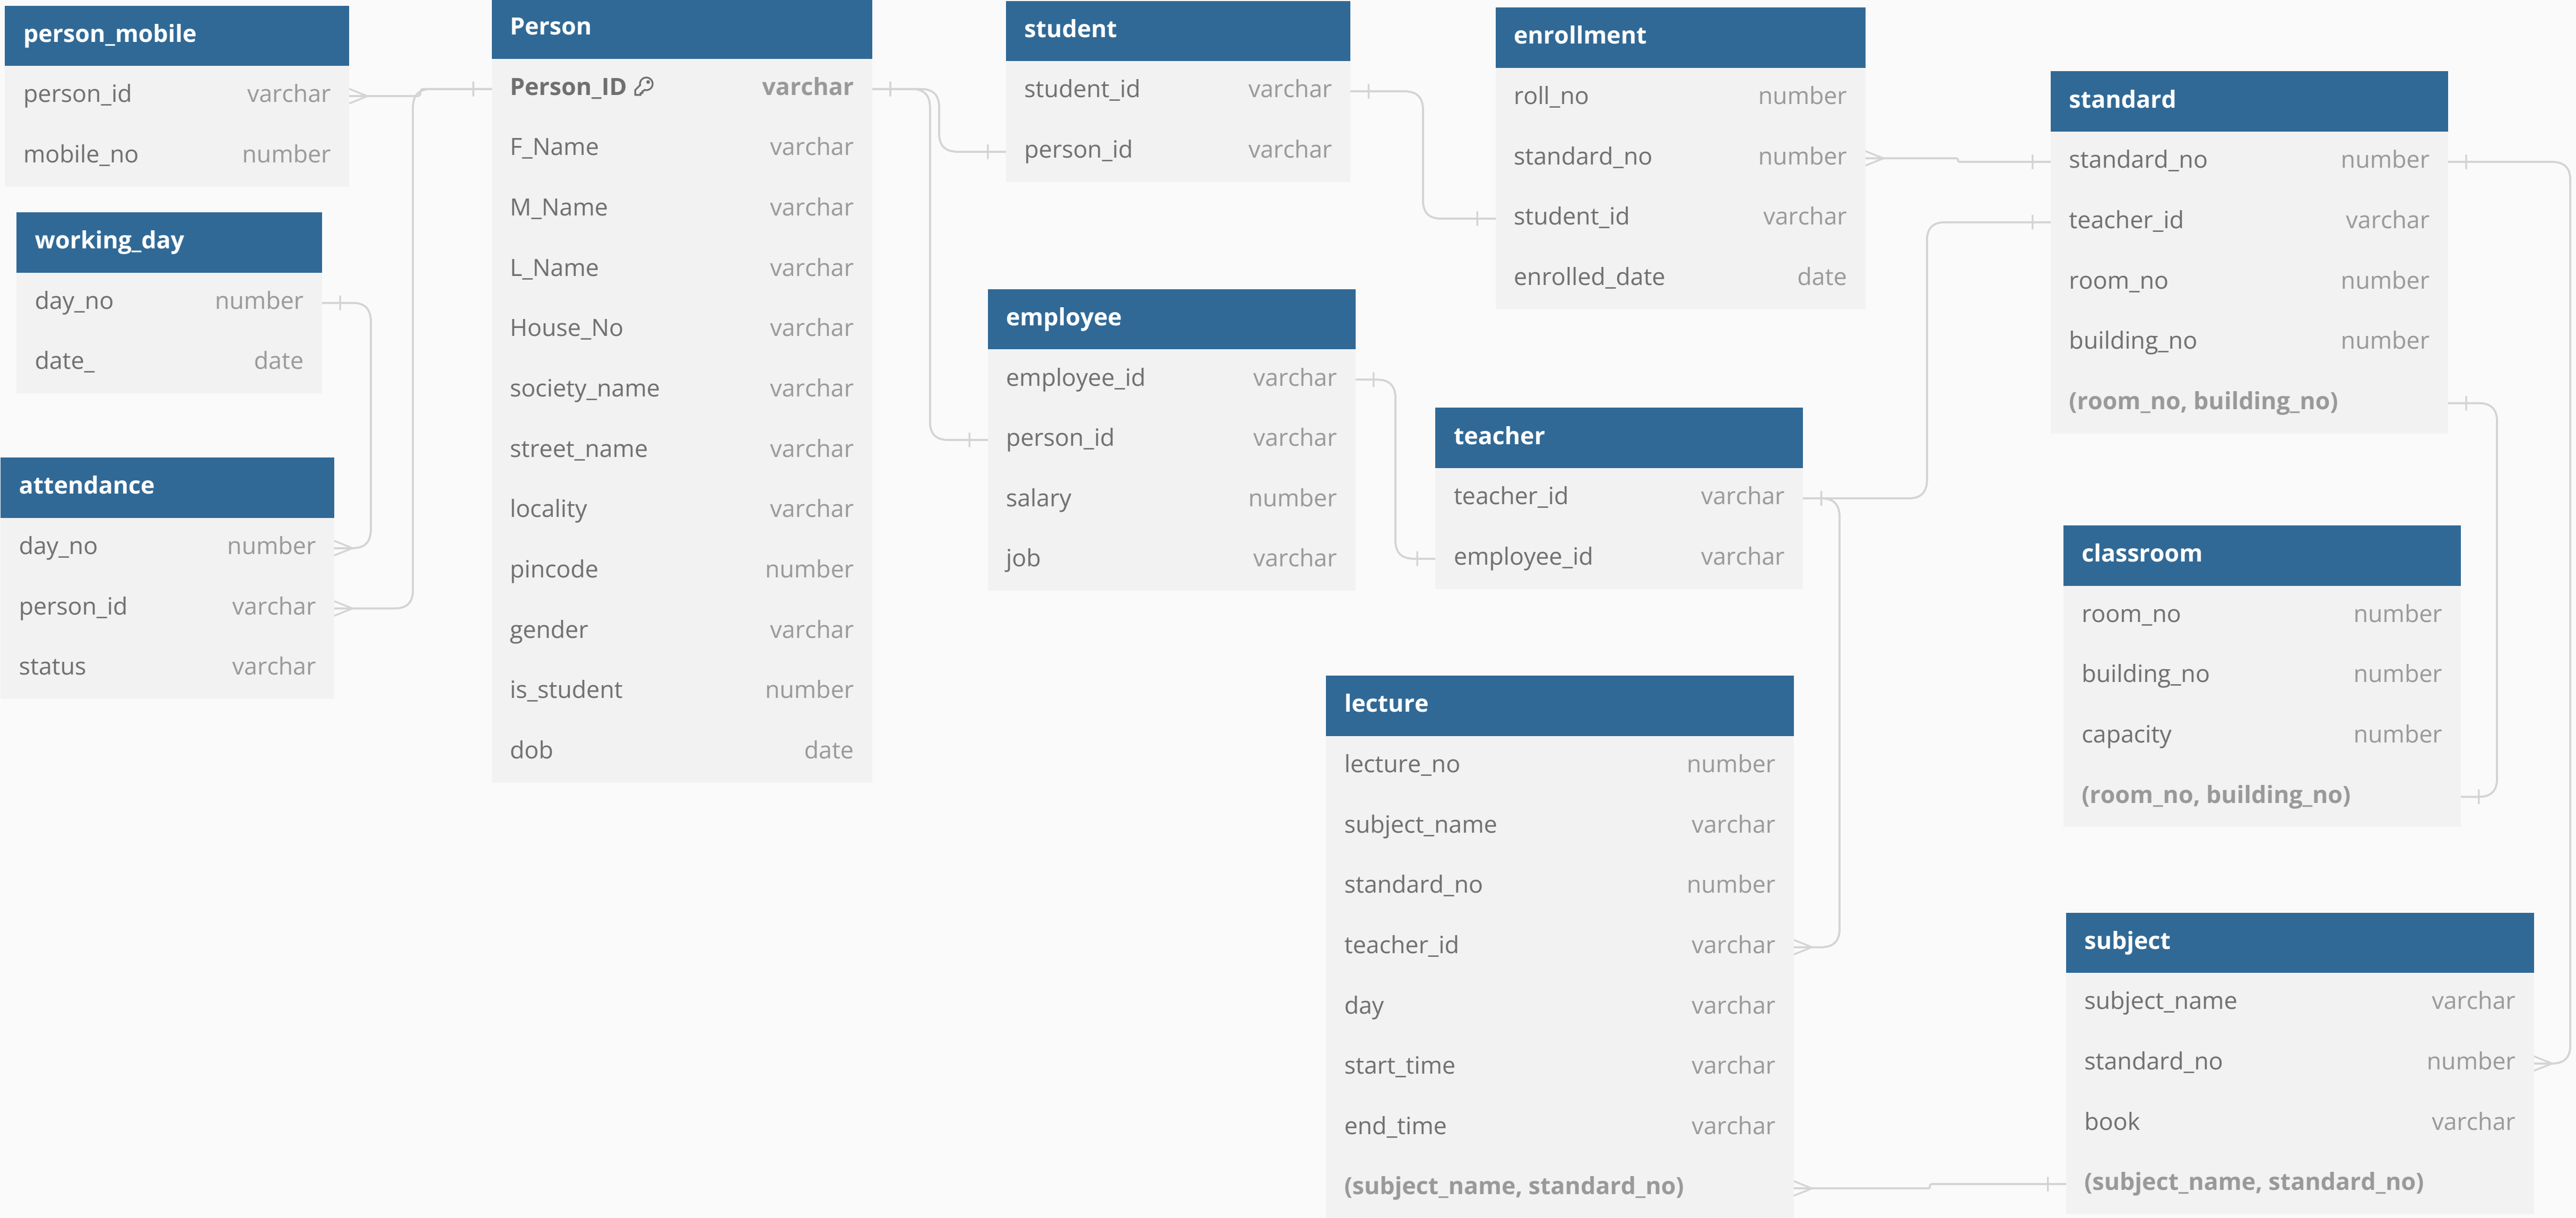 person_mobile
person_id varchar
mobile_no number
working_day
day_no number
date_ date
attendance
day_no number
person_id varchar
status varchar
Person
Person_ID varchar
F_Name varchar
M_Name varchar
L_Name varchar
House_No varchar
society_name varchar
street_name varchar
locality varchar
pincode number
gender varchar
is_student number
dob date
student
student_id varchar
person_id varchar
employee
employee_id varchar
person_id varchar
salary number
job varchar
enrollment
roll_no number
standard_no number
student_id varchar
enrolled_date date
teacher
teacher_id varchar
employee_id varchar
lecture
lecture_no number
subject_name varchar
standard_no number
teacher_id varchar
day varchar
start_time varchar
end_time varchar
(subject_name, standard_no)
standard
standard_no number
teacher_id varchar
room_no number
building_no number
(room_no, building_no)
classroom
room_no number
building_no number
capacity number
(room_no, building_no)
subject
subject_name varchar
standard_no number
book varchar
(subject_name, standard_no)